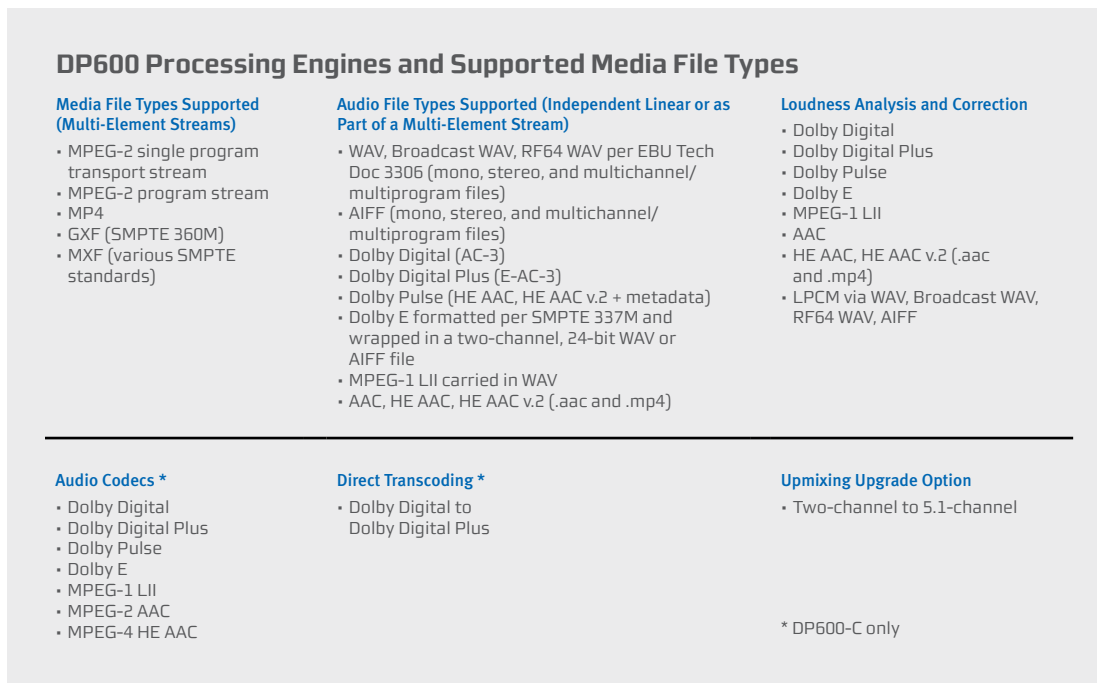 DP600 Processing Engines and Supported Media File Types
Media File Types Supported
(Multi-Element Streams)
• MPEG-2 single program
transport stream
• MPEG-2 program stream
• MP4
• GXF (SMPTE 360M)
• MXF (various SMPTE
standards)
Audio File Types Supported (Independent Linear or as
Part of a Multi-Element Stream)
• WAV, Broadcast WAV, RF64 WAV per EBU Tech
Doc 3306 (mono, stereo, and multichannel/
multiprogram files)
• AIFF (mono, stereo, and multichannel/
multiprogram files)
• Dolby Digital (AC-3)
• Dolby Digital Plus (E-AC-3)
• Dolby Pulse (HE AAC, HE AAC v.2 + metadata)
• Dolby E formatted per SMPTE 337M and
wrapped in a two-channel, 24-bit WAV or
AIFF file
• MPEG-1 LII carried in WAV
• AAC, HE AAC, HE AAC v.2 (.aac and .mp4)
Loudness Analysis and Correction
• Dolby Digital
• Dolby Digital Plus
• Dolby Pulse
• Dolby E
• MPEG-1 LII
• AAC
• HE AAC, HE AAC v.2 (.aac
and .mp4)
• LPCM via WAV, Broadcast WAV,
RF64 WAV, AIFF
Audio Codecs *
• Dolby Digital
• Dolby Digital Plus
• Dolby Pulse
• Dolby E
• MPEG-1 LII
• MPEG-2 AAC
• MPEG-4 HE AAC
Direct Transcoding *
• Dolby Digital to
Dolby Digital Plus
Upmixing Upgrade Option
• Two-channel to 5.1-channel
* DP600-C only